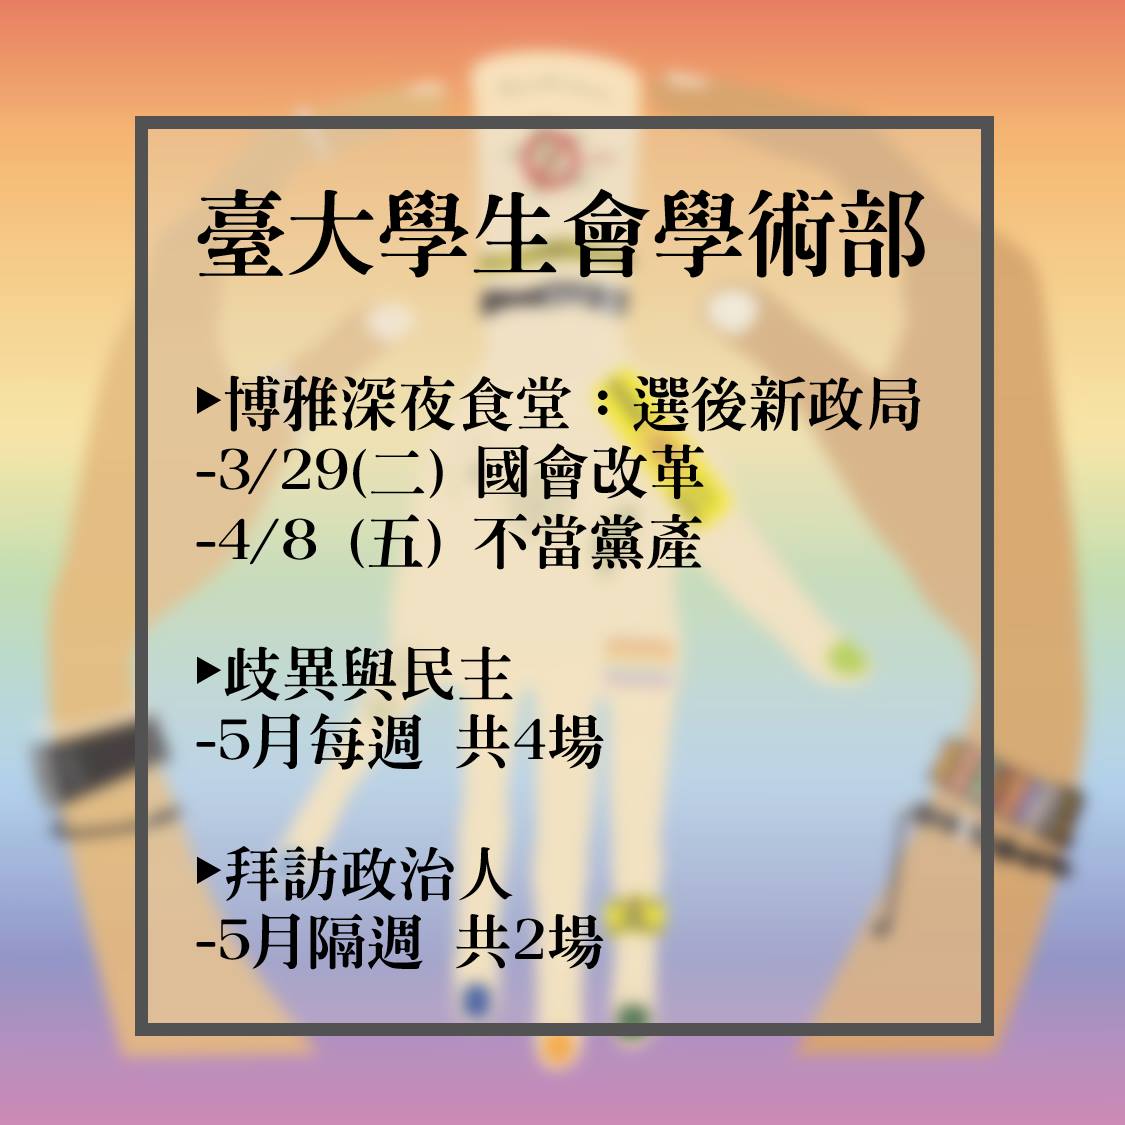 臺大學生會學術部
▶博雅深夜食堂：選後新政局
-3/29(二) 國會改革
-4/8 (五) 不當黨產
▶歧異與民主
-5月每週 共4場
▶拜訪政治人
-5月隔週 共2場